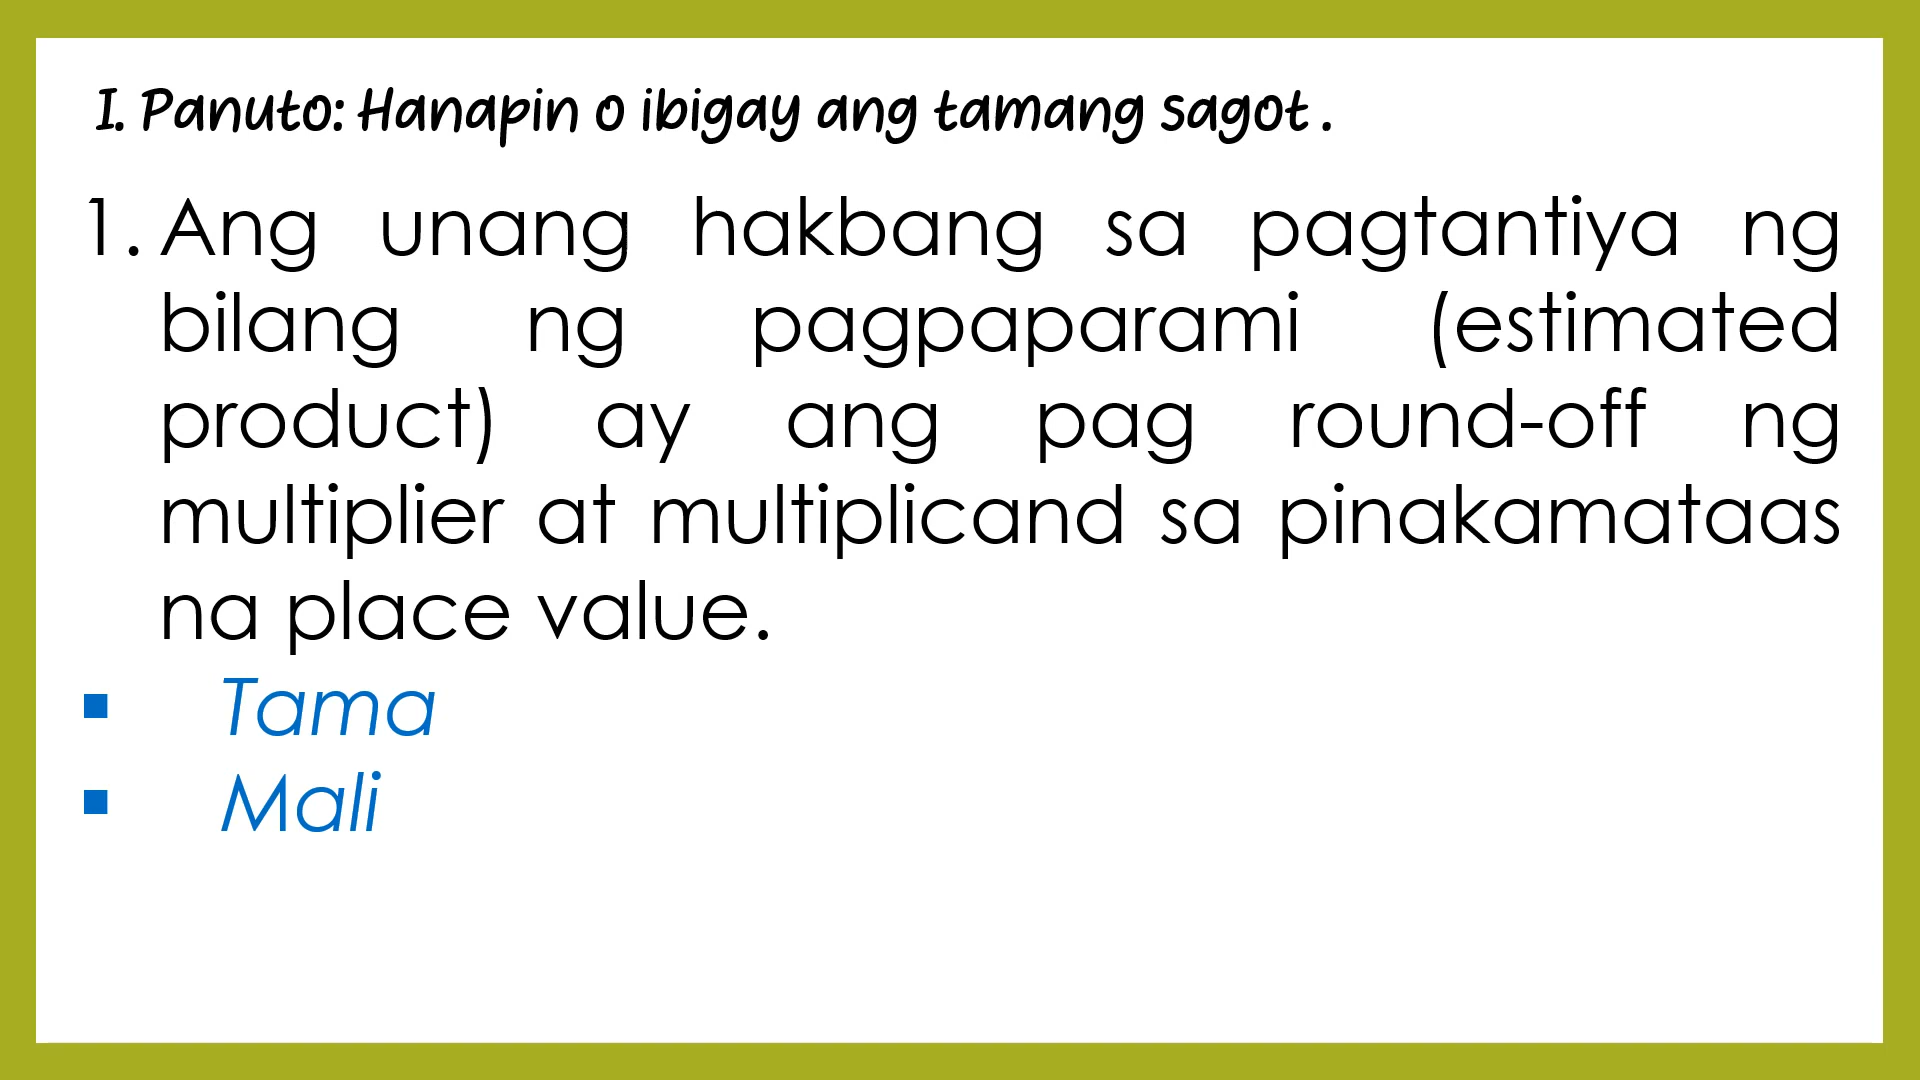 I. Panuto: Hanapin o ibigay ang tamang sagot .
1. Ang unang hakbang sa pagtantiya ng
bilang ng pagpaparami (estimated
product) ay ang pag round-off ng
multiplier at multiplicand sa pinakamataas
na place value.
▪ Tama
▪ Mali